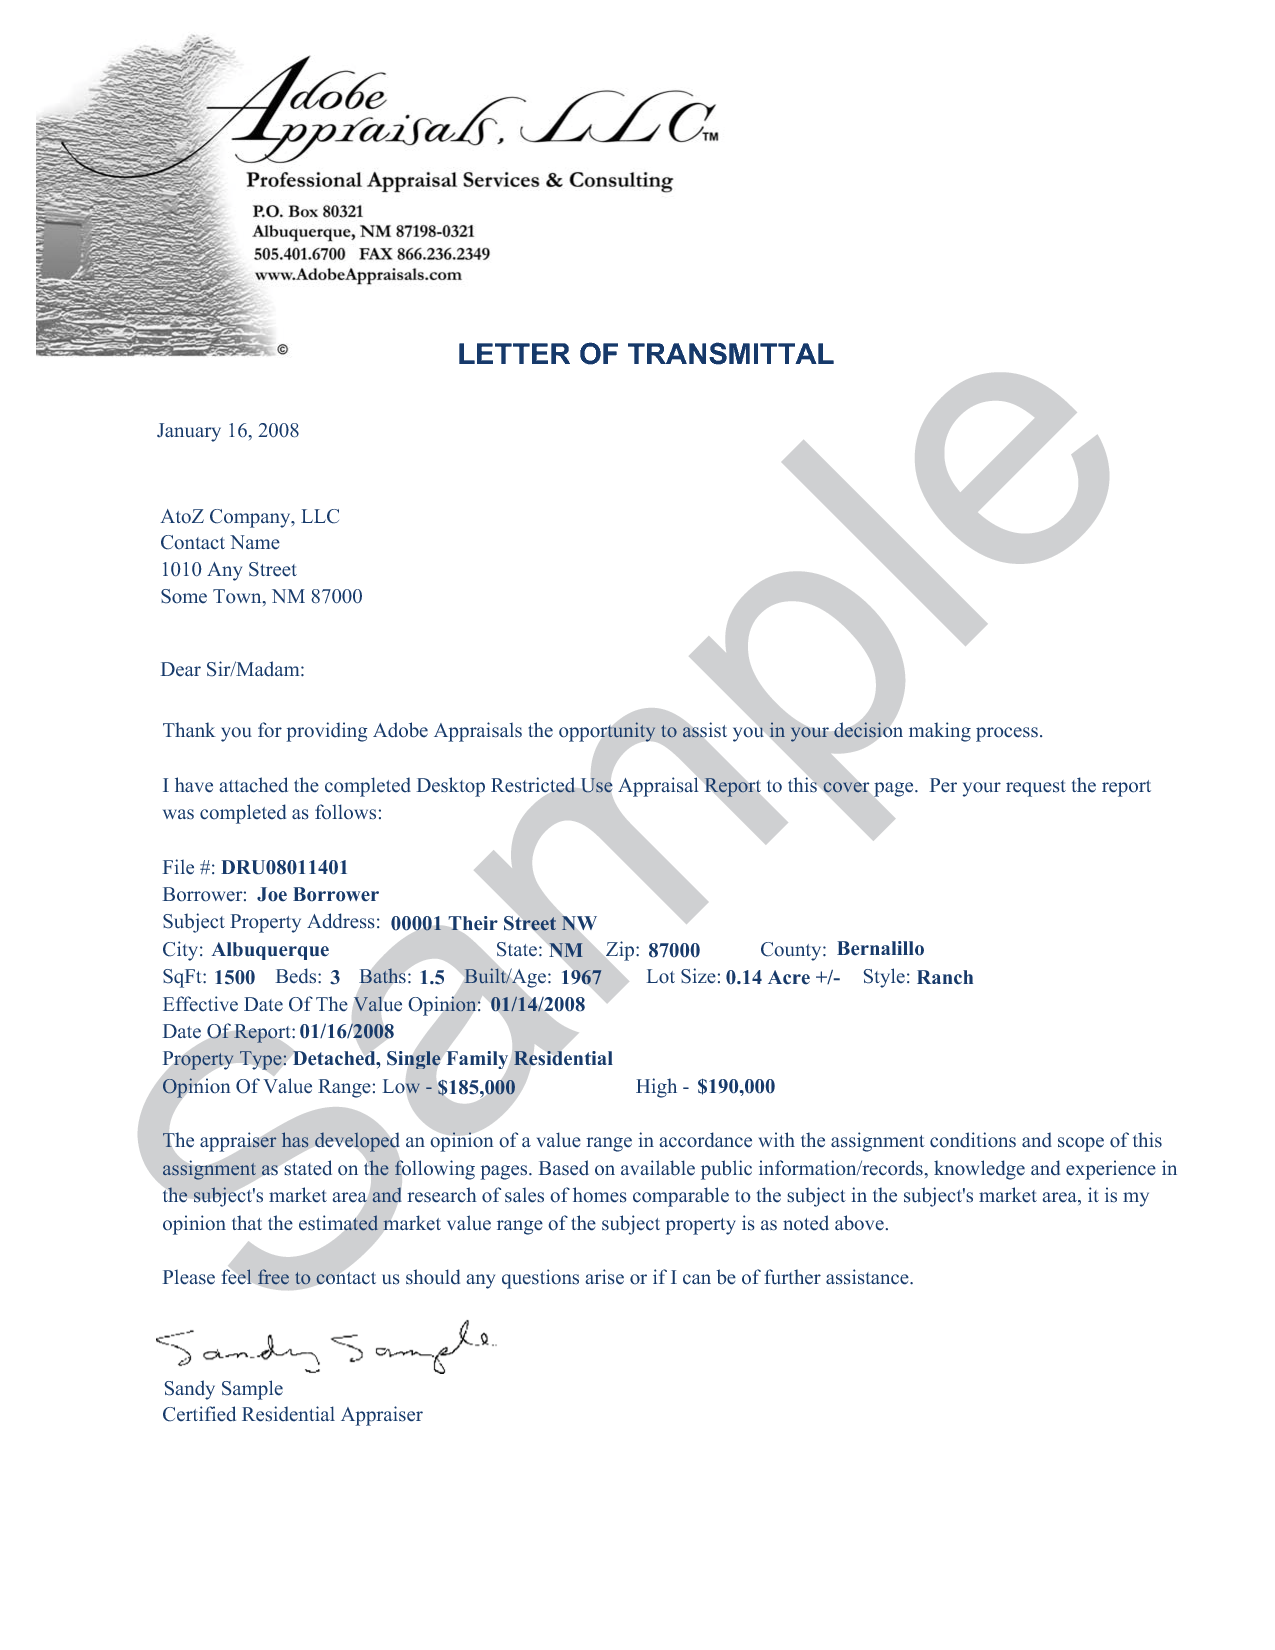 Adobe
Appraisals, LLC™
Professional Appraisal Services & Consulting
P.O. Box 80321
Albuquerque, NM 87198-0321
505.401.6700 FAX 866.236.2349
www.AdobeAppraisals.com
©
LETTER OF TRANSMITTAL
January 16, 2008
AtoZ Company, LLC
Contact Name
1010 Any Street
Some Town, NM 87000
Dear Sir/Madam:
Thank you for providing Adobe Appraisals the opportunity to assist you in your decision making process.
I have attached the completed Desktop Restricted Use Appraisal Report to this cover page. Per your request the report
was completed as follows:
File #: DRU08011401
Borrower: Joe Borrower
Subject Property Address: 00001 Their Street NW
City: Albuquerque State: NM Zip: 87000 County: Bernalillo
SqFt: 1500 Beds: 3 Baths: 1.5 Built/Age: 1967 Lot Size: 0.14 Acre +/- Style: Ranch
Effective Date Of The Value Opinion: 01/14/2008
Date Of Report: 01/16/2008
Property Type: Detached, Single Family Residential
Opinion Of Value Range: Low - $185,000 High - $190,000
The appraiser has developed an opinion of a value range in accordance with the assignment conditions and scope of this
assignment as stated on the following pages. Based on available public information/records, knowledge and experience in
the subject's market area and research of sales of homes comparable to the subject in the subject's market area, it is my
opinion that the estimated market value range of the subject property is as noted above.
Please feel free to contact us should any questions arise or if I can be of further assistance.
Sandy Sample
Sandy Sample
Certified Residential Appraiser
Sample